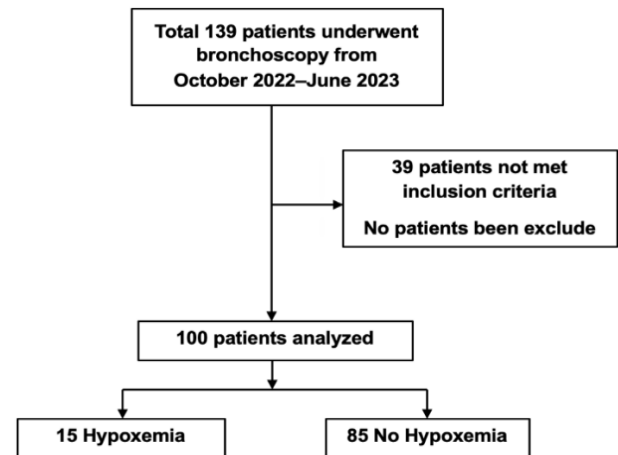 Total 139 patients underwent
bronchoscopy from
October 2022–June 2023
39 patients not met
inclusion criteria
No patients been exclude
100 patients analyzed
15 Hypoxemia
85 No Hypoxemia